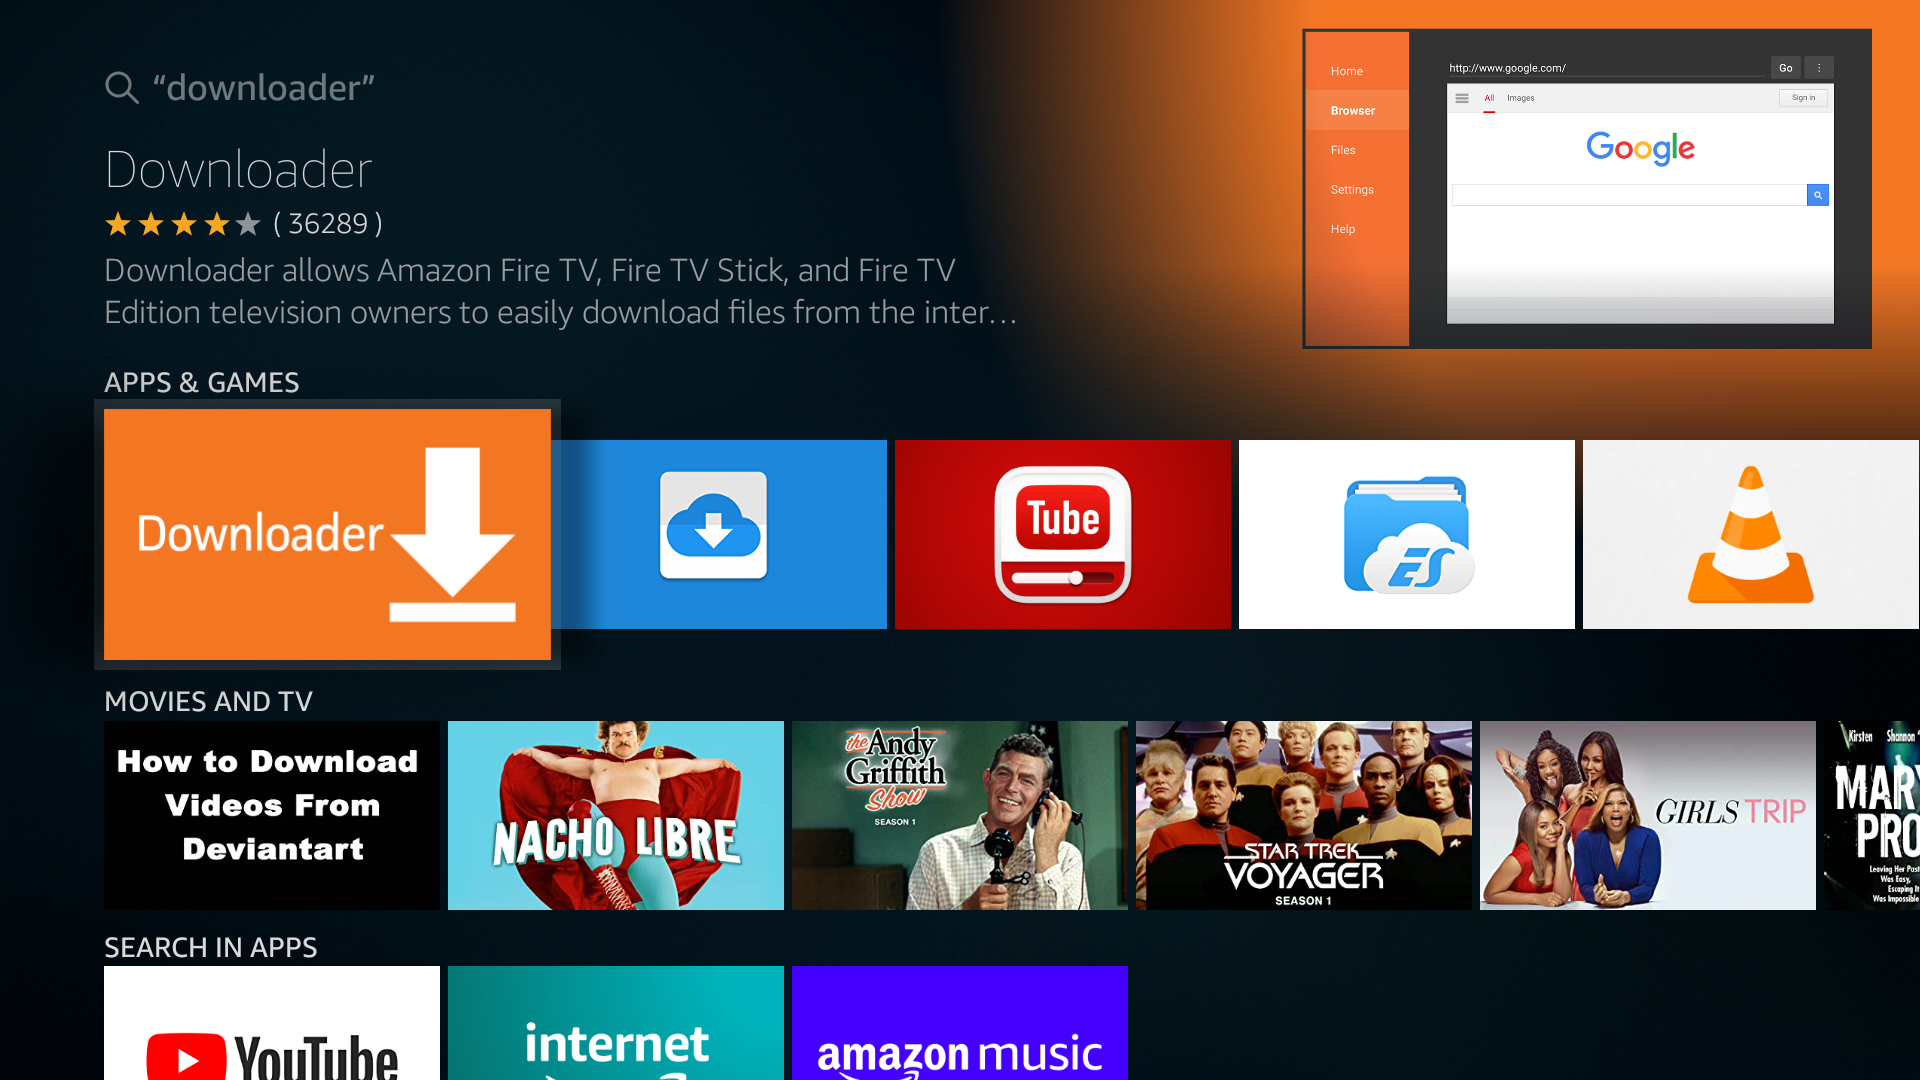 “downloader”
Downloader
( 36289 )
Downloader allows Amazon Fire TV, Fire TV Stick, and Fire TV
Edition television owners to easily download files from the inter…
Home
Browser
Files
Settings
Help
http://www.google.com/
Go
All
Images
Sign in
Google
APPS & GAMES
Downloader
Tube
ES
MOVIES AND TV
How to Download
Videos From
Deviantart
NACHO LIBRE
the
Andy
Griffith
Show
SEASON 1
STAR TREK
VOYAGER
SEASON 1
GIRLS TRIP
Kirsten Shannon
MARY
PRO
Leaving Her Past
Was Easy,
Escaping It
Was Impossible
SEARCH IN APPS
YouTube
internet
amazon music